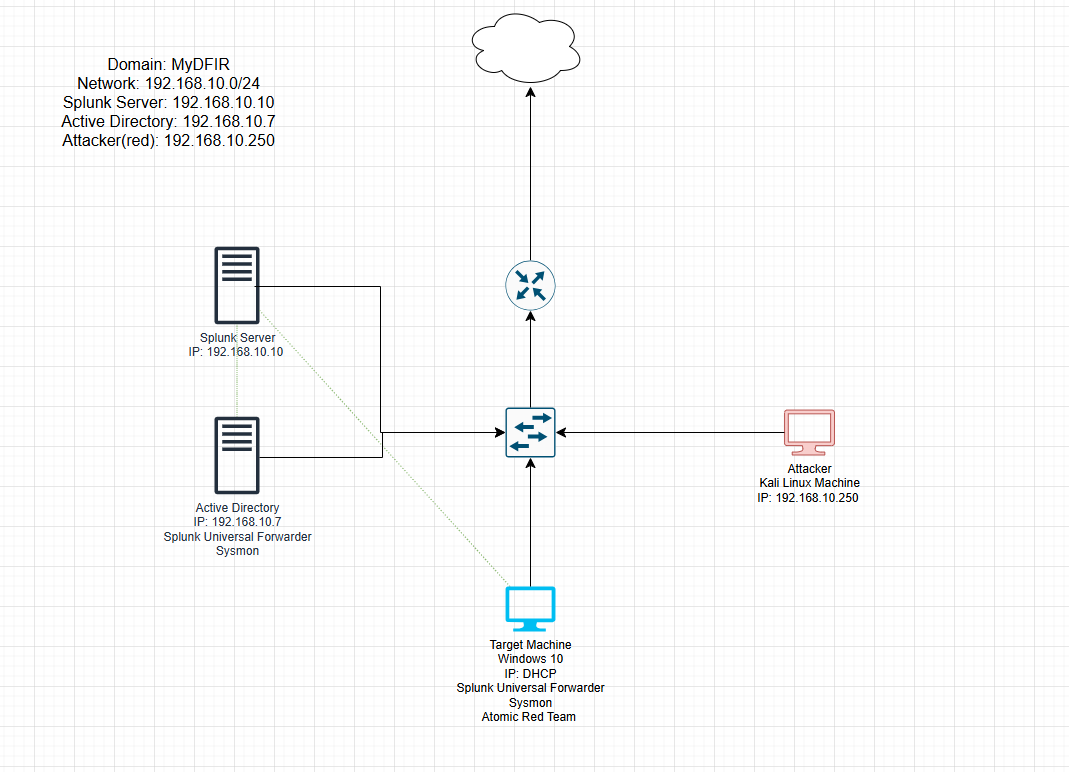 Domain: MyDFIR
Network: 192.168.10.0/24
Splunk Server: 192.168.10.10
Active Directory: 192.168.10.7
Attacker(red): 192.168.10.250
Splunk Server
IP: 192.168.10.10
Active Directory
IP: 192.168.10.7
Splunk Universal Forwarder
Sysmon
Attacker
Kali Linux Machine
IP: 192.168.10.250
Target Machine
Windows 10
IP: DHCP
Splunk Universal Forwarder
Sysmon
Atomic Red Team